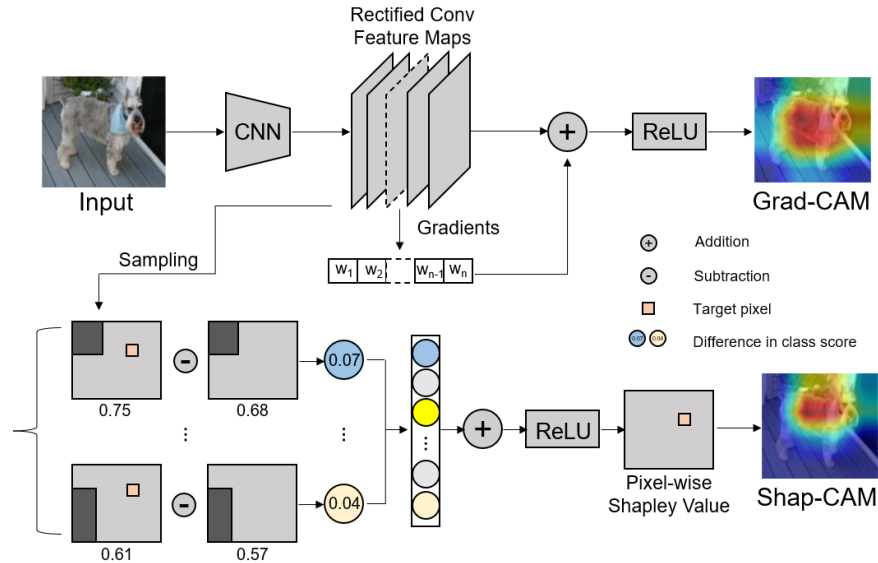 Rectified Conv
Feature Maps
CNN
+
ReLU
Input
Grad-CAM
Gradients
Sampling
w1 w2 wn-1 wn
+ Addition
- Subtraction
Target pixel
0.07 0.04 Difference in class score
- 0.07
0.75 0.68
... ... ...
+ ReLU
Pixel-wise
Shapley Value
Shap-CAM
- 0.04
0.61 0.57